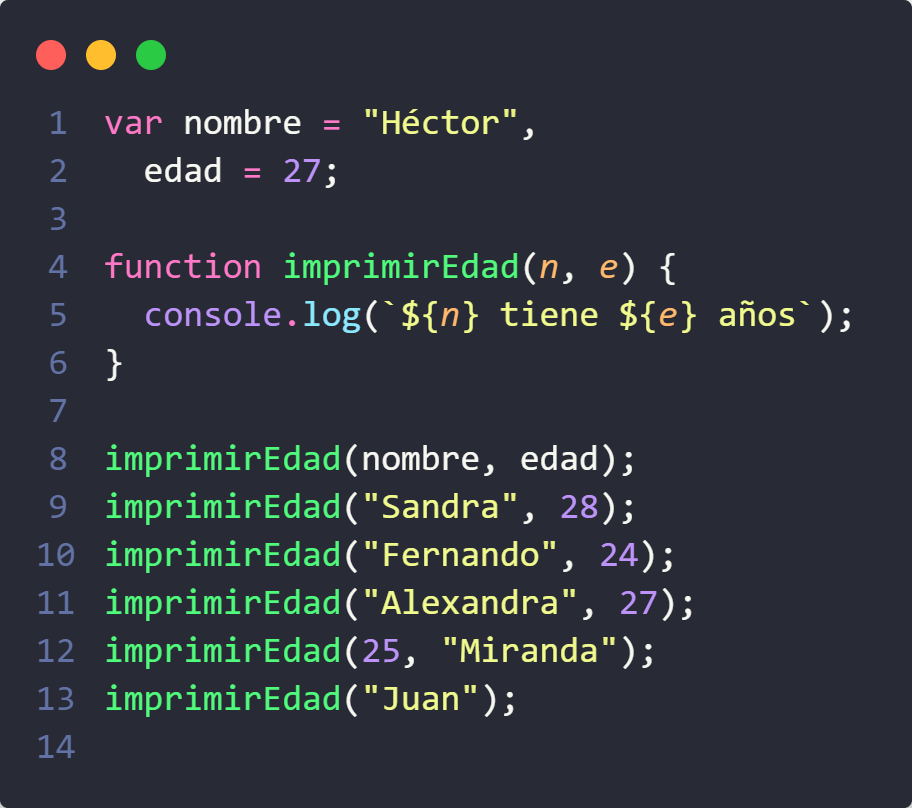 1 var nombre = "Héctor",
2   edad = 27;
3
4 function imprimirEdad(n, e) {
5   console.log(`${n} tiene ${e} años`);
6 }
7
8 imprimirEdad(nombre, edad);
9 imprimirEdad("Sandra", 28);
10 imprimirEdad("Fernando", 24);
11 imprimirEdad("Alexandra", 27);
12 imprimirEdad(25, "Miranda");
13 imprimirEdad("Juan");
14